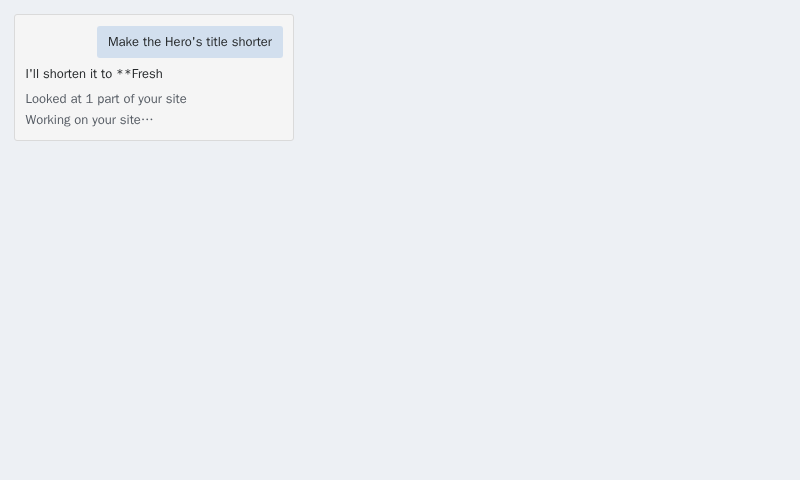 Make the Hero's title shorter
I'll shorten it to **Fresh
Looked at 1 part of your site
Working on your site···